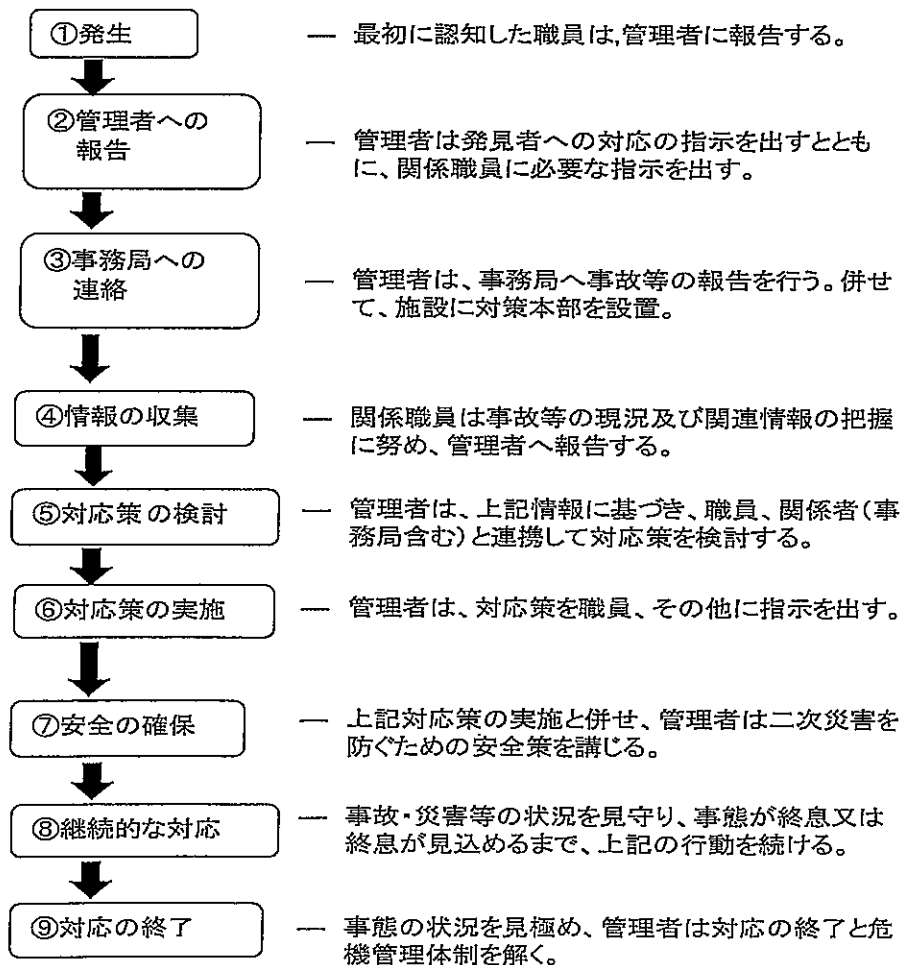 ①発生
― 最初に認知した職員は,管理者に報告する。
②管理者への
報告
― 管理者は発見者への対応の指示を出すととも
に、関係職員に必要な指示を出す。
③事務局への
連絡
― 管理者は、事務局へ事故等の報告を行う。併せ
て、施設に対策本部を設置。
④情報の収集
― 関係職員は事故等の現況及び関連情報の把握
に努め、管理者へ報告する。
⑤対応策の検討
― 管理者は、上記情報に基づき、職員、関係者(事
務局含む)と連携して対応策を検討する。
⑥対応策の実施
― 管理者は、対応策を職員、その他に指示を出す。
⑦安全の確保
― 上記対応策の実施と併せ、管理者は二次災害を
防ぐための安全策を講じる。
⑧継続的な対応
― 事故・災害等の状況を見守り、事態が終息又は
終息が見込めるまで、上記の行動を続ける。
⑨対応の終了
― 事態の状況を見極め、管理者は対応の終了と危
機管理体制を解く。